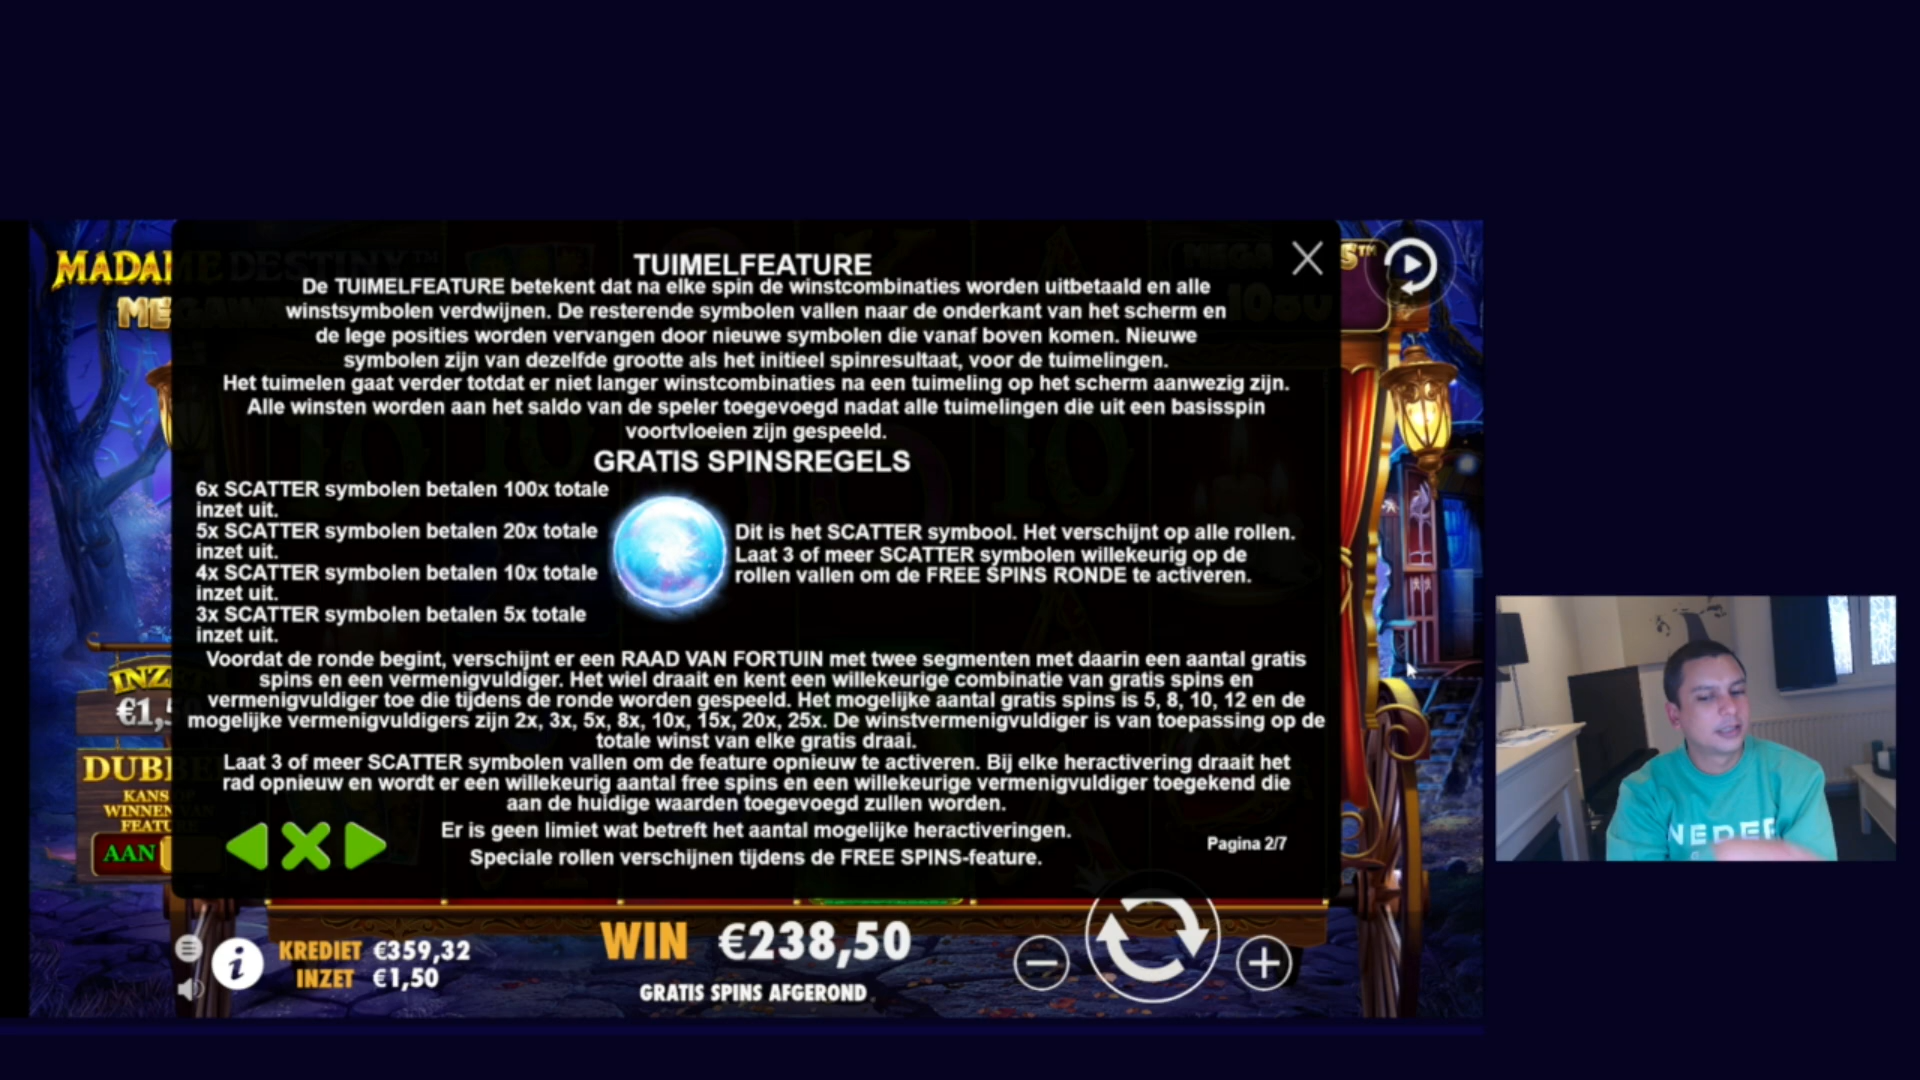 MADAME DESTINY™
MEGAWAYS
TUIMELFEATURE
De TUIMELFEATURE betekent dat na elke spin de winstcombinaties worden uitbetaald en alle
winstsymbolen verdwijnen. De resterende symbolen vallen naar de onderkant van het scherm en
de lege posities worden vervangen door nieuwe symbolen die vanaf boven komen. Nieuwe
symbolen zijn van dezelfde grootte als het initieel spinresultaat, voor de tuimelingen.
Het tuimelen gaat verder totdat er niet langer winstcombinaties na een tuimeling op het scherm aanwezig zijn.
Alle winsten worden aan het saldo van de speler toegevoegd nadat alle tuimelingen die uit een basisspin
voortvloeien zijn gespeeld.
GRATIS SPINSREGELS
6x SCATTER symbolen betalen 100x totale
inzet uit.
5x SCATTER symbolen betalen 20x totale
inzet uit.
4x SCATTER symbolen betalen 10x totale
inzet uit.
3x SCATTER symbolen betalen 5x totale
inzet uit.
Dit is het SCATTER symbool. Het verschijnt op alle rollen.
Laat 3 of meer SCATTER symbolen willekeurig op de
rollen vallen om de FREE SPINS RONDE te activeren.
Voordat de ronde begint, verschijnt er een RAAD VAN FORTUIN met twee segmenten met daarin een aantal gratis
spins en een vermenigvuldiger. Het wiel draait en kent een willekeurige combinatie van gratis spins en
vermenigvuldiger toe die tijdens de ronde worden gespeeld. Het mogelijke aantal gratis spins is 5, 8, 10, 12 en de
mogelijke vermenigvuldigers zijn 2x, 3x, 5x, 8x, 10x, 15x, 20x, 25x. De winstvermenigvuldiger is van toepassing op de
totale winst van elke gratis draai.
Laat 3 of meer SCATTER symbolen vallen om de feature opnieuw te activeren. Bij elke heractivering draait het
rad opnieuw en wordt er een willekeurig aantal free spins en een willekeurige vermenigvuldiger toegekend die
aan de huidige waarden toegevoegd zullen worden.
Er is geen limiet wat betreft het aantal mogelijke heractiveringen.
Speciale rollen verschijnen tijdens de FREE SPINS-feature.
Pagina 2/7
INZ
€1,5
DUBB
KANS OP
WINNEN VAN
FEATURE
AAN
KREDIET €359,32
INZET €1,50
WIN €238,50
GRATIS SPINS AFGEROND
NEDER